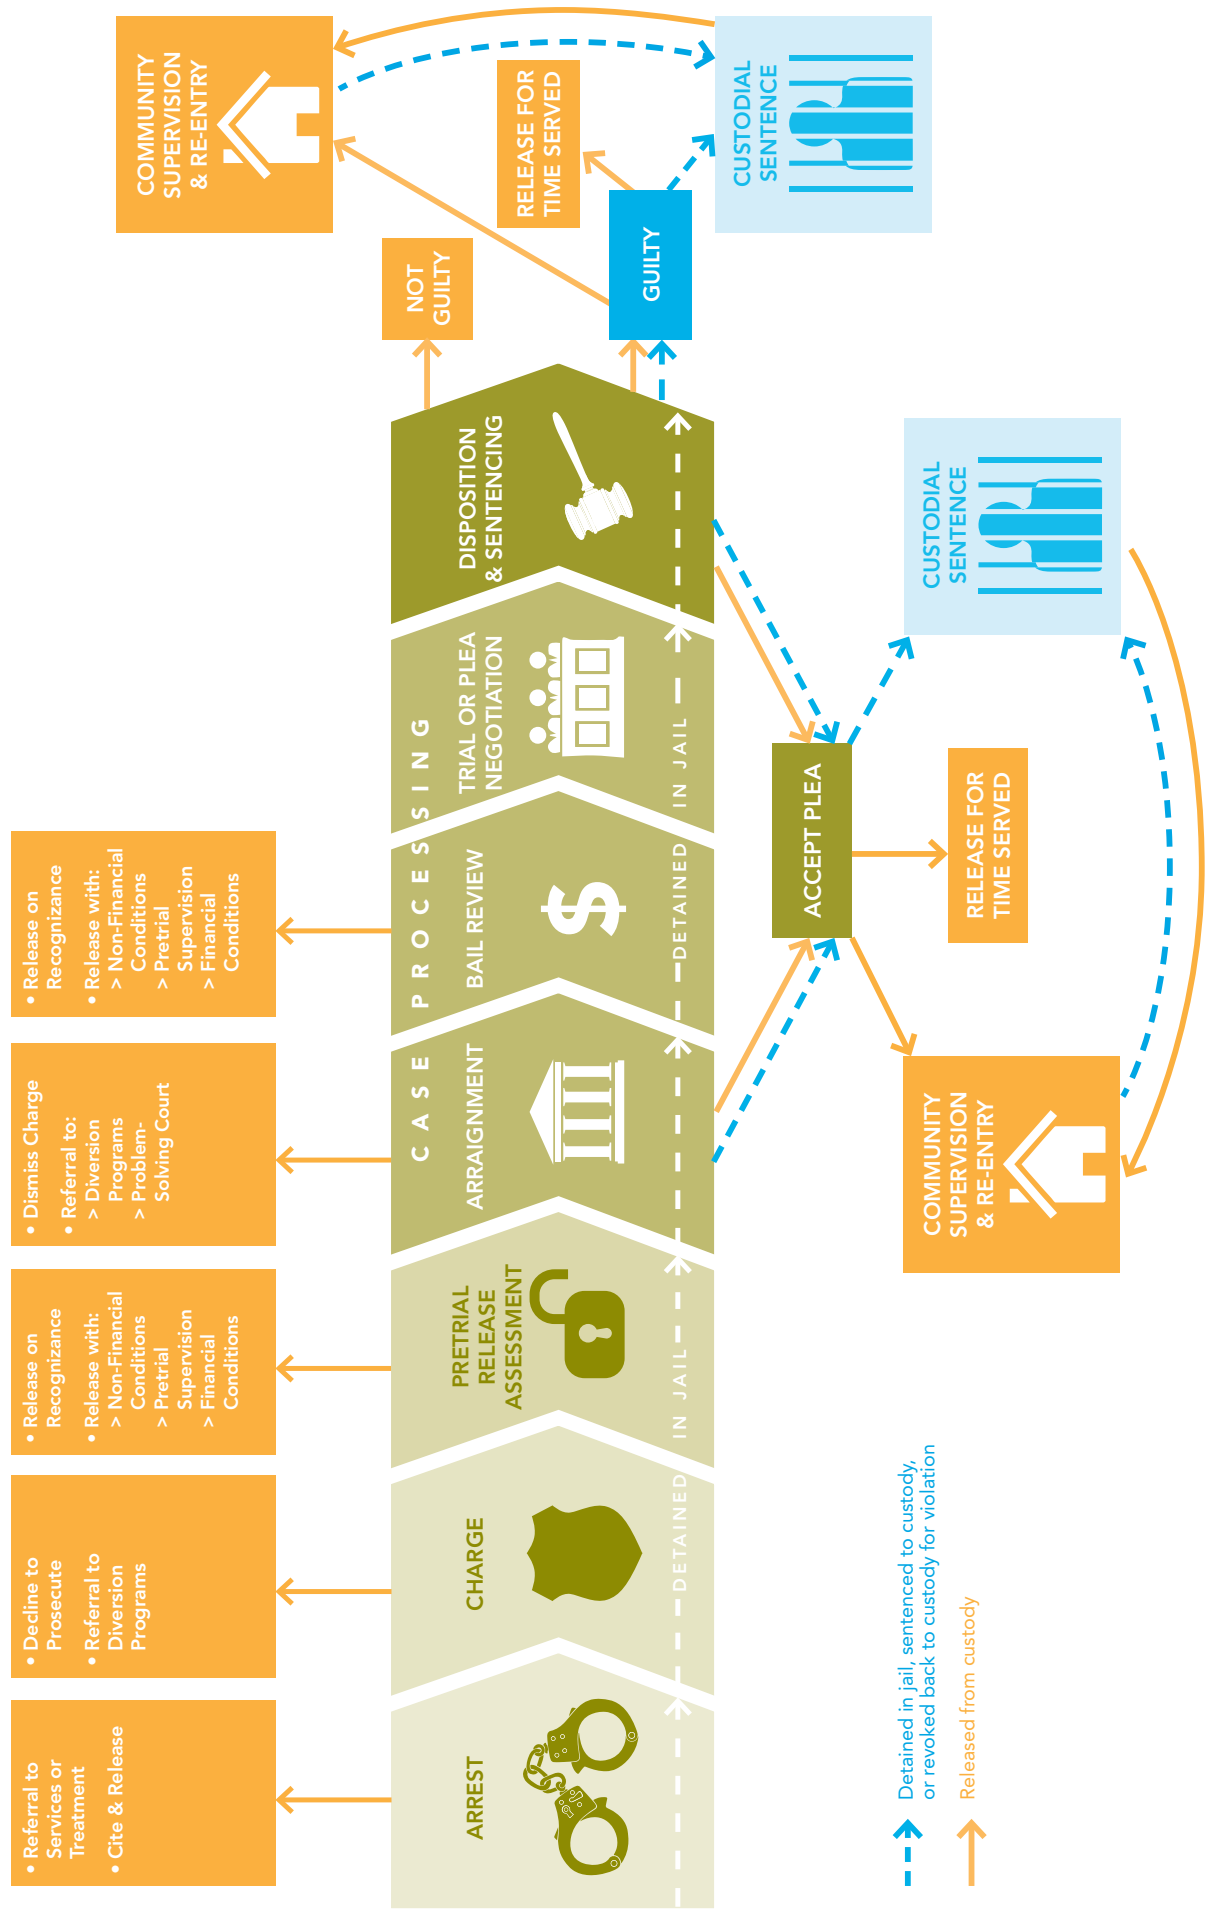 • Referral to
Services or
Treatment
• Cite & Release
• Decline to
Prosecute
• Referral to
Diversion
Programs
• Release on
Recognizance
• Release with:
> Non-Financial
Conditions
> Pretrial
Supervision
> Financial
Conditions
• Dismiss Charge
• Referral to:
> Diversion
Programs
> Problem-
Solving Court
• Release on
Recognizance
• Release with:
> Non-Financial
Conditions
> Pretrial
Supervision
> Financial
Conditions
CASE PROCESSING
ARREST
CHARGE
PRETRIAL
RELEASE
ASSESSMENT
ARRAIGNMENT
BAIL REVIEW
TRIAL OR PLEA
NEGOTIATION
DISPOSITION
& SENTENCING
DETAINED IN JAIL
DETAINED IN JAIL
NOT
GUILTY
GUILTY
COMMUNITY
SUPERVISION
& RE-ENTRY
RELEASE FOR
TIME SERVED
CUSTODIAL
SENTENCE
ACCEPT PLEA
COMMUNITY
SUPERVISION
& RE-ENTRY
RELEASE FOR
TIME SERVED
CUSTODIAL
SENTENCE
Detained in jail, sentenced to custody,
or revoked back to custody for violation
Released from custody